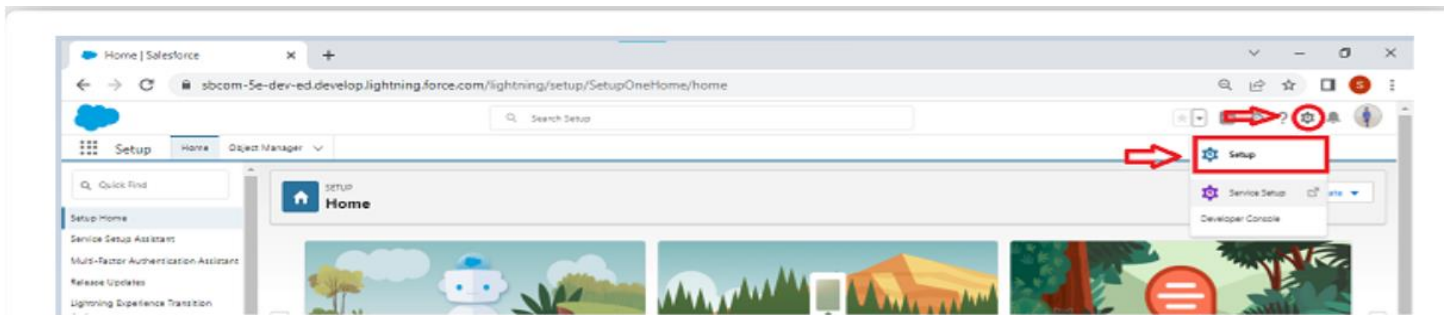 Home | Salesforce
sbcom-5e-dev-ed.develop.lightning.force.com/lightning/setup/SetupOneHome/home
S
Search Setup
?
Setup Home Object Manager
Setup
Quick Find
SETUP
Home
Service Setup
Setup Home
Developer Console
Service Setup Assistant
Multi-Factor Authentication Assistant
Release Updates
Lightning Experience Transition